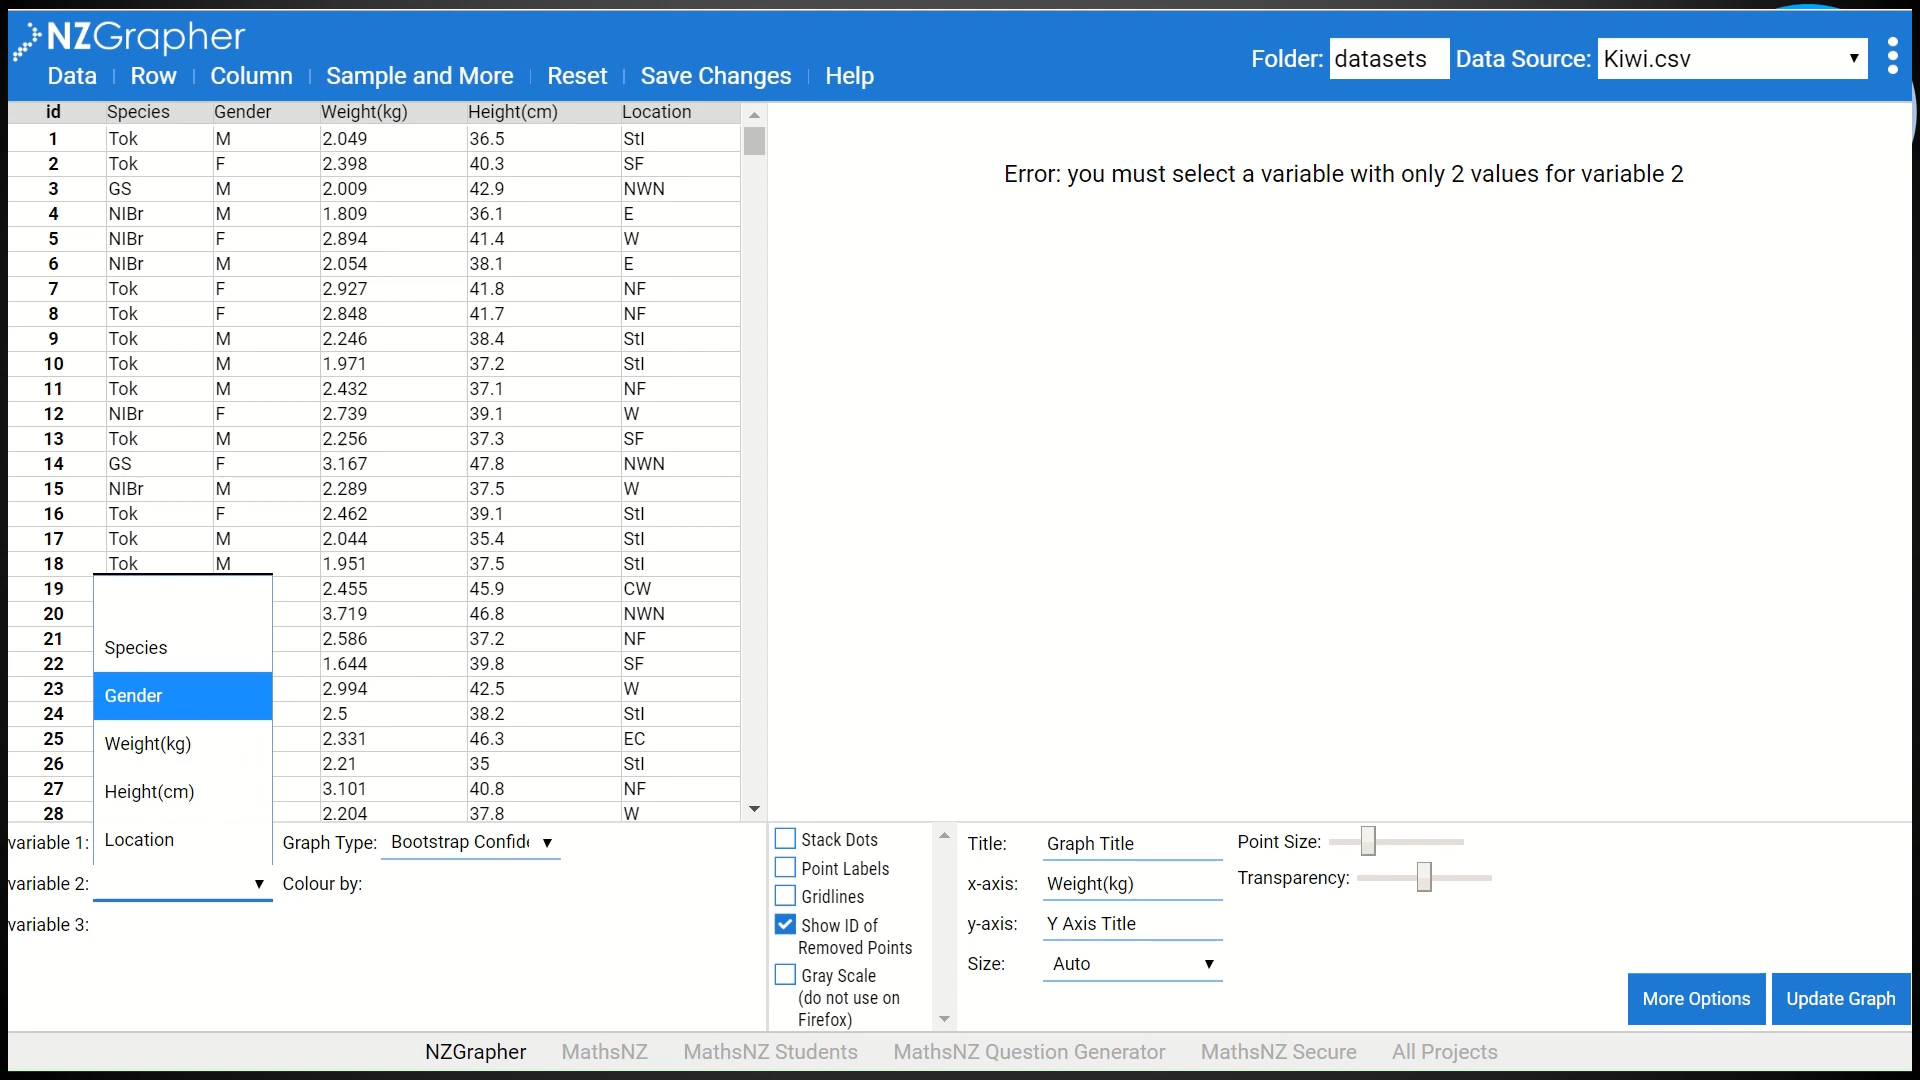 NZGrapher
Data Row Column Sample and More Reset Save Changes Help
Folder: datasets Data Source: Kiwi.csv
id Species Gender Weight(kg) Height(cm) Location
1 Tok M 2.049 36.5 StI
2 Tok F 2.398 40.3 SF
3 GS M 2.009 42.9 NWN
4 NIBr M 1.809 36.1 E
5 NIBr F 2.894 41.4 W
6 NIBr M 2.054 38.1 E
7 Tok F 2.927 41.8 NF
8 Tok F 2.848 41.7 NF
9 Tok M 2.246 38.4 StI
10 Tok M 1.971 37.2 StI
11 Tok M 2.432 37.1 NF
12 NIBr F 2.739 39.1 W
13 Tok M 2.256 37.3 SF
14 GS F 3.167 47.8 NWN
15 NIBr M 2.289 37.5 W
16 Tok F 2.462 39.1 StI
17 Tok M 2.044 35.4 StI
18 Tok M 1.951 37.5 StI
19 2.455 45.9 CW
20 3.719 46.8 NWN
21 2.586 37.2 NF
22 1.644 39.8 SF
23 2.994 42.5 W
24 2.5 38.2 StI
25 2.331 46.3 EC
26 2.21 35 StI
27 3.101 40.8 NF
28 2.204 37.8 W
Species
Gender
Weight(kg)
Height(cm)
Location
Error: you must select a variable with only 2 values for variable 2
variable 1:
variable 2:
variable 3:
Graph Type: Bootstrap Confid
Colour by:
Stack Dots
Point Labels
Gridlines
Show ID of
Removed Points
Gray Scale
(do not use on
Firefox)
Title: Graph Title
x-axis: Weight(kg)
y-axis: Y Axis Title
Size: Auto
Point Size:
Transparency:
More Options Update Graph
NZGrapher MathsNZ MathsNZ Students MathsNZ Question Generator MathsNZ Secure All Projects